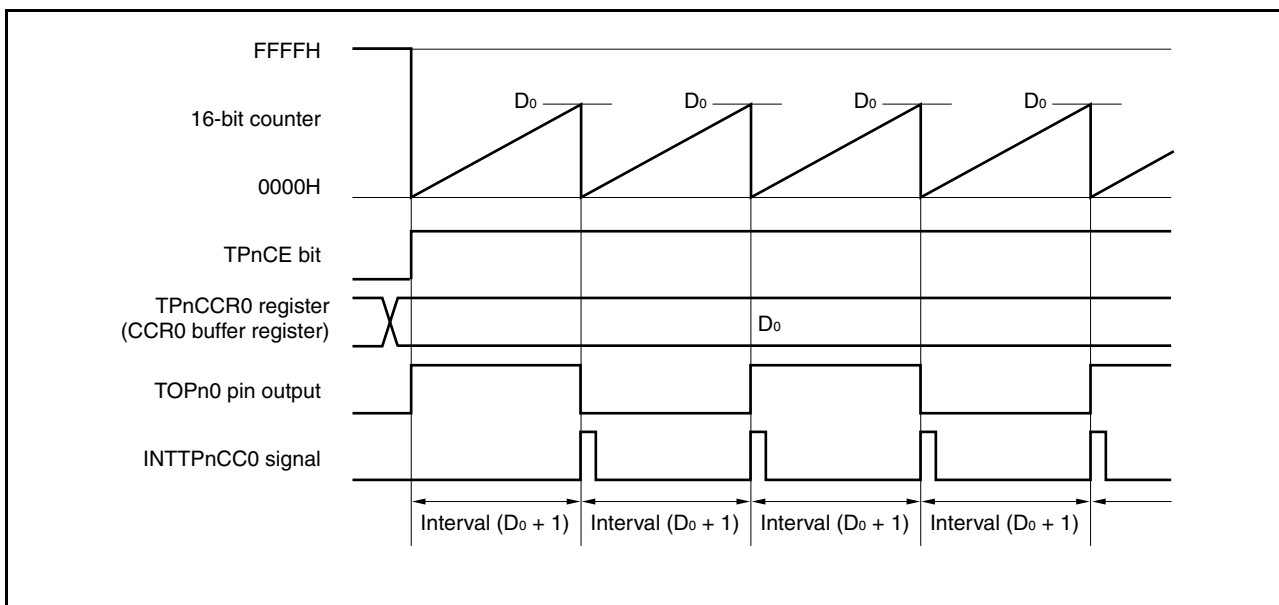 FFFFH
D0 D0 D0 D0
16-bit counter
0000H
TPnCE bit
TPnCCR0 register
(CCR0 buffer register)
D0
TOPn0 pin output
INTTPnCC0 signal
Interval (D0 + 1) Interval (D0 + 1) Interval (D0 + 1) Interval (D0 + 1)